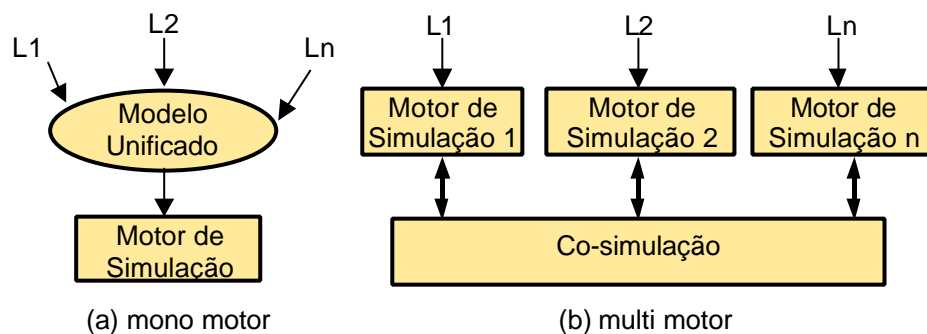 L1
L2
Ln
Modelo
Unificado
Motor de
Simulação
(a) mono motor
L1
L2
Ln
Motor de
Simulação 1
Motor de
Simulação 2
Motor de
Simulação n
Co-simulação
(b) multi motor